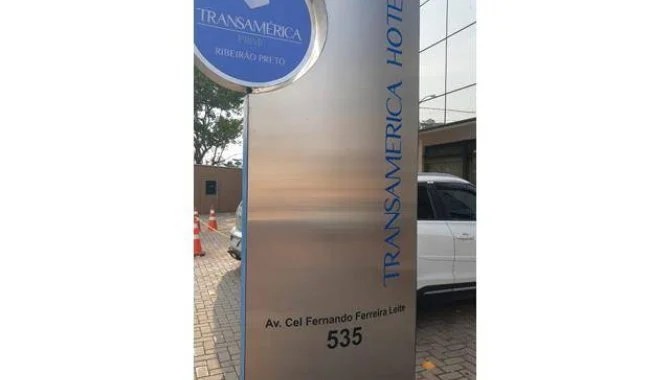 TRANSAMÉRICA
PRIME
RIBEIRÃO PRETO
TRANSAMERICA HOTE
Av. Cel Fernando Ferreira Leite
535